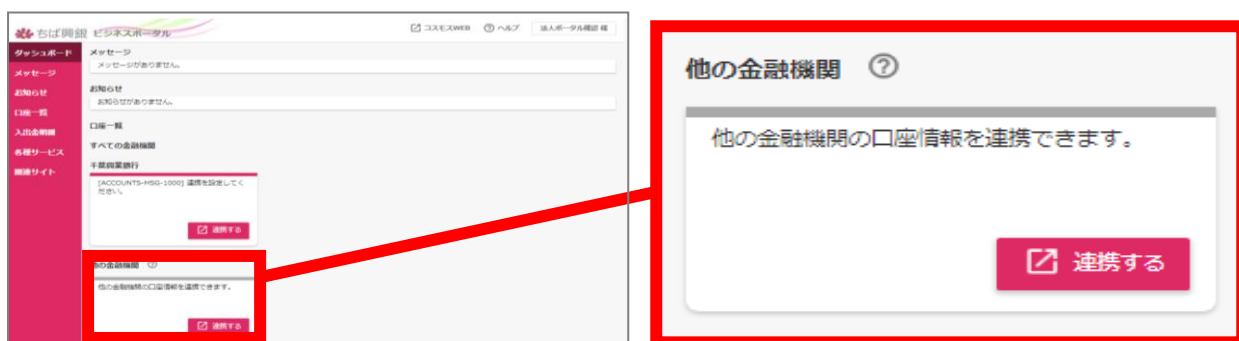 ちば興銀 ビジネスポータル
コスモスWEB ヘルプ 法人ポータル確認 様
ダッシュボード
メッセージ
お知らせ
口座一覧
入出金明細
各種サービス
関連サイト
メッセージ
メッセージがありません。
お知らせ
お知らせがありません。
口座一覧
すべての金融機関
千葉興業銀行
[ACCOUNTS-MSG-1000] 連携を設定してく
ださい。
連携する
他の金融機関
他の金融機関の口座情報を連携できます。
連携する
他の金融機関
他の金融機関の口座情報を連携できます。
連携する